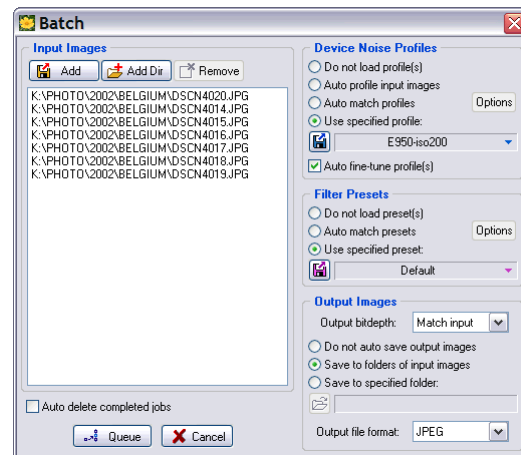 Batch
Input Images
Add
Add Dir
Remove
K:\PHOTO\2002\BELGIUM\DSCN4020.JPG
K:\PHOTO\2002\BELGIUM\DSCN4014.JPG
K:\PHOTO\2002\BELGIUM\DSCN4015.JPG
K:\PHOTO\2002\BELGIUM\DSCN4016.JPG
K:\PHOTO\2002\BELGIUM\DSCN4017.JPG
K:\PHOTO\2002\BELGIUM\DSCN4018.JPG
K:\PHOTO\2002\BELGIUM\DSCN4019.JPG
Auto delete completed jobs
Queue
Cancel
Device Noise Profiles
Do not load profile(s)
Auto profile input images
Auto match profiles
Options
Use specified profile:
E950-iso200
Auto fine-tune profile(s)
Filter Presets
Do not load preset(s)
Auto match presets
Options
Use specified preset:
Default
Output Images
Output bitdepth:
Match input
Do not auto save output images
Save to folders of input images
Save to specified folder:
Output file format:
JPEG